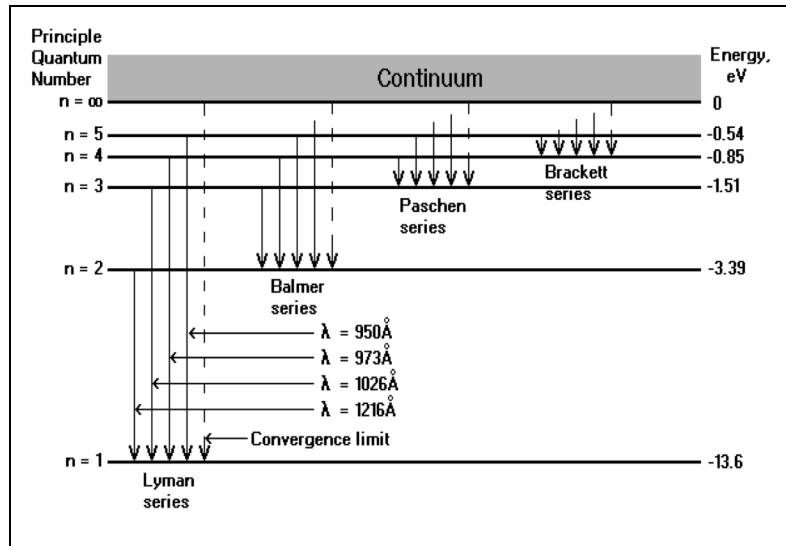 Principle
Quantum
Number
Energy,
eV
Continuum
n = ∞
0
n = 5
-0.54
n = 4
-0.85
n = 3
-1.51
Brackett
series
Paschen
series
n = 2
-3.39
Balmer
series
λ = 950Å
λ = 973Å
λ = 1026Å
λ = 1216Å
Convergence limit
n = 1
-13.6
Lyman
series